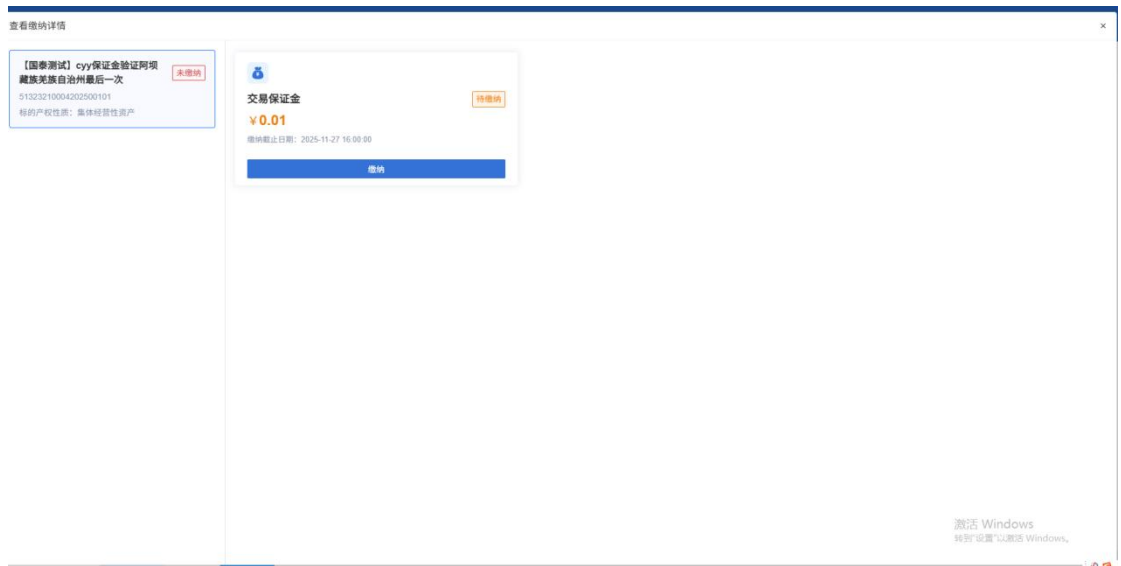 查看缴纳详情
×
【国泰测试】cyy保证金验证阿坝
藏族羌族自治州最后一次
未缴纳
51323210004202500101
标的产权性质：集体经营性资产
交易保证金
待缴纳
￥0.01
缴纳截止日期：2025-11-27 16:00:00
缴纳
激活 Windows
转到"设置"以激活 Windows。